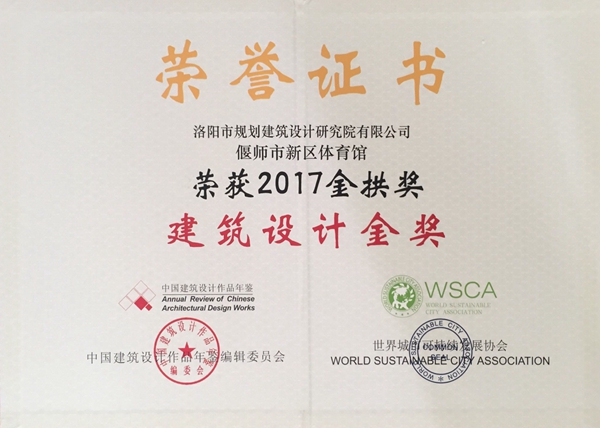 荣誉证书
洛阳市规划建筑设计研究院有限公司
偃师市新区体育馆
荣获2017金拱奖
建筑设计金奖
中国建筑设计作品年鉴
Annual Review of Chinese
Architectural Design Works
WSCA
WORLD SUSTAINABLE
CITY ASSOCIATION
中国建筑设计作品年鉴编辑委员会
编委会
世界城市可持续发展协会
WORLD SUSTAINABLE CITY ASSOCIATION
COMMON
SEAL